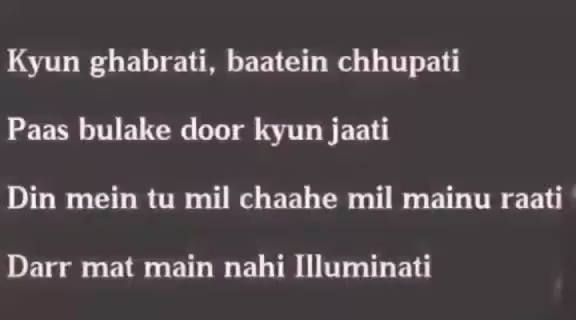 Kyun ghabrati, baatein chhupati
Paas bulake door kyun jaati
Din mein tu mil chaahe mil mainu raati
Darr mat main nahi Illuminati